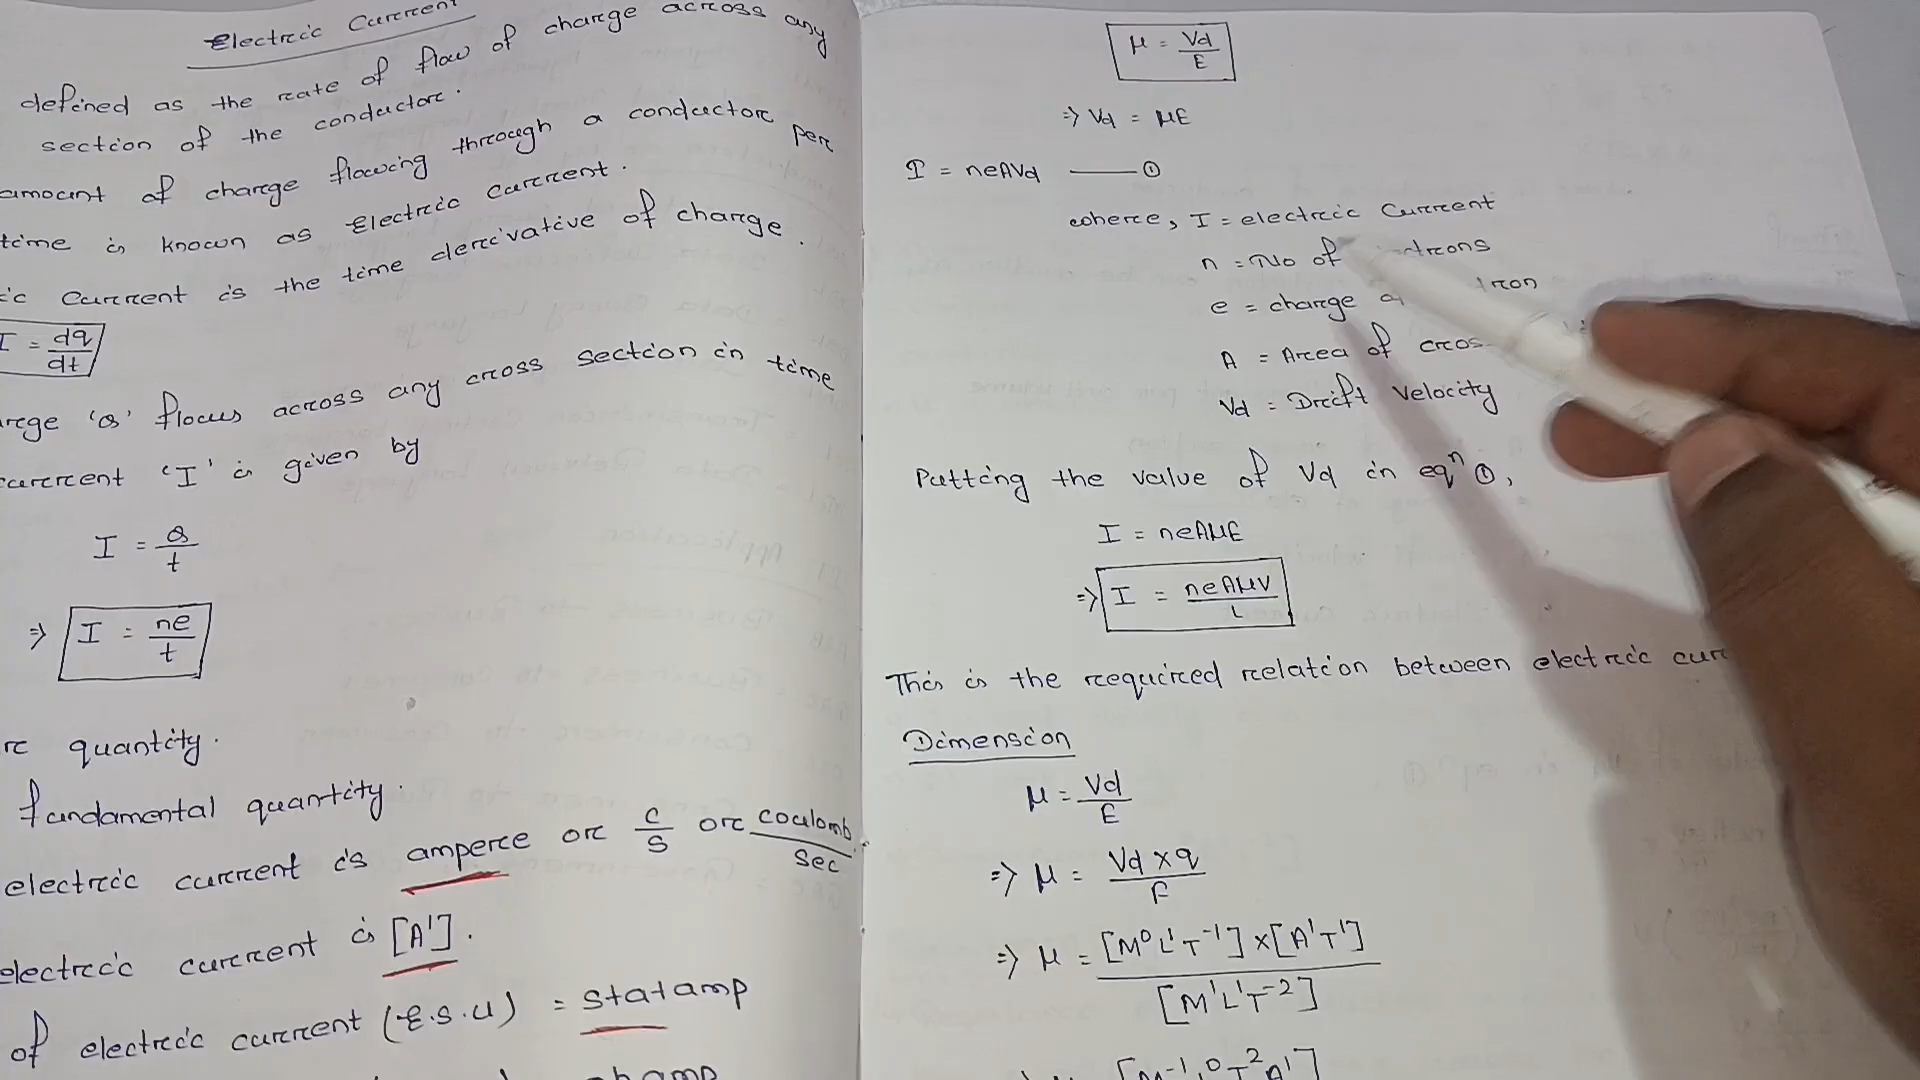 Electric Current
defined as the rate of flow of charge across any
section of the conductor.
amount of charge flowing through a conductor per
time is known as Electric current.
Current is the time derivative of charge.
I = dq/dt
'Q' flows across any cross section in time
current 'I' is given by
I = Q/t
⇒ I = ne/t
quantity.
fundamental quantity.
electric current is ampere or C/S or coulomb/sec
electric current is [A¹].
of electric current (E.S.U) = statamp
μ = Vd/E
⇒ Vd = μE
I = neAVd —— ①
where, I = electric current
n = No of
e = charge
A = Area of
Vd = Drift velocity
Putting the value of Vd in eqⁿ ①,
I = neAμE
⇒ I = neAμV/L
This is the required relation between electric
Dimension
μ = Vd/E
⇒ μ = Vd × q/F
⇒ μ = [M⁰L¹T⁻¹] × [A¹T¹]/[M¹L¹T⁻²]
[M⁻¹L⁰T²A¹]